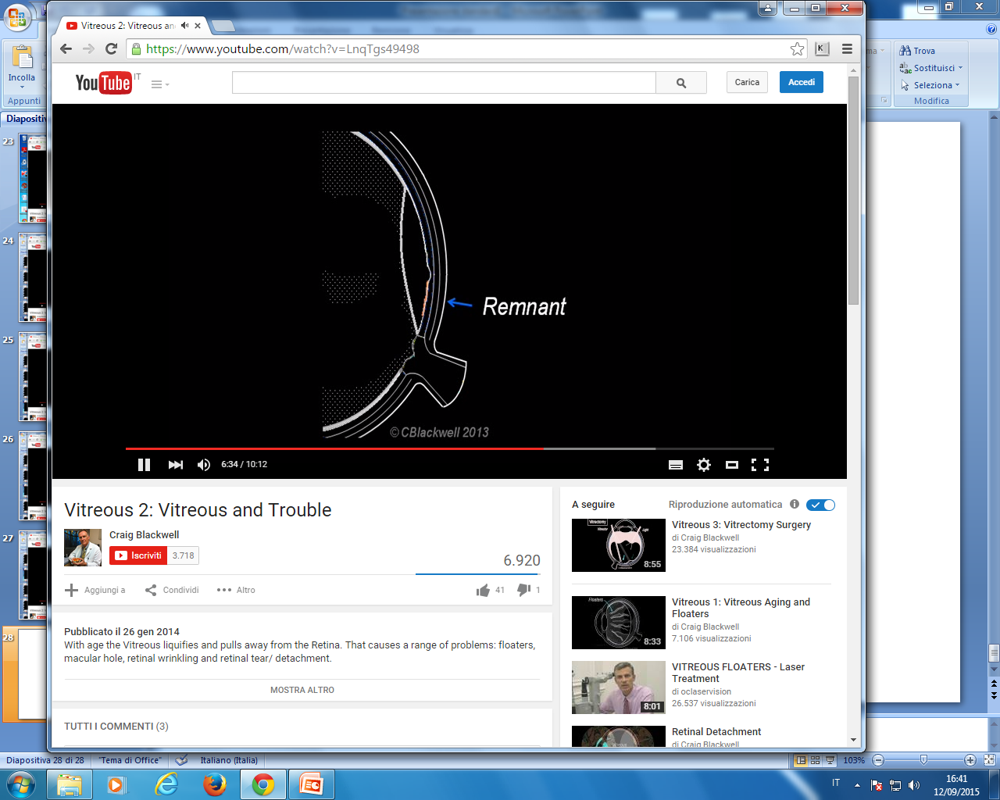 Vitreous 2: Vitreous an
https://www.youtube.com/watch?v=LnqTgs49498
You Tube IT
Carica
Accedi
Remnant
© CBlackwell 2013
6:34 / 10:12
Vitreous 2: Vitreous and Trouble
Craig Blackwell
Iscriviti 3.718
6.920
Aggiungi a
Condividi
Altro
41
1
Pubblicato il 26 gen 2014
With age the Vitreous liquifies and pulls away from the Retina. That causes a range of problems: floaters,
macular hole, retinal wrinkling and retinal tear/ detachment.
MOSTRA ALTRO
TUTTI I COMMENTI (3)
A seguire
Riproduzione automatica
Vitreous 3: Vitrectomy Surgery
di Craig Blackwell
23.384 visualizzazioni
8:55
Vitreous 1: Vitreous Aging and
Floaters
di Craig Blackwell
7.106 visualizzazioni
8:33
VITREOUS FLOATERS - Laser
Treatment
di oclaservision
26.537 visualizzazioni
8:01
Retinal Detachment
di Craig Blackwell
Incolla
Appunti
Diapositiv
23
24
25
26
27
28
Trova
Sostituisci
Seleziona
Modifica
Diapositiva 28 di 28
"Tema di Office"
Italiano (Italia)
103%
IT
16:41
12/09/2015